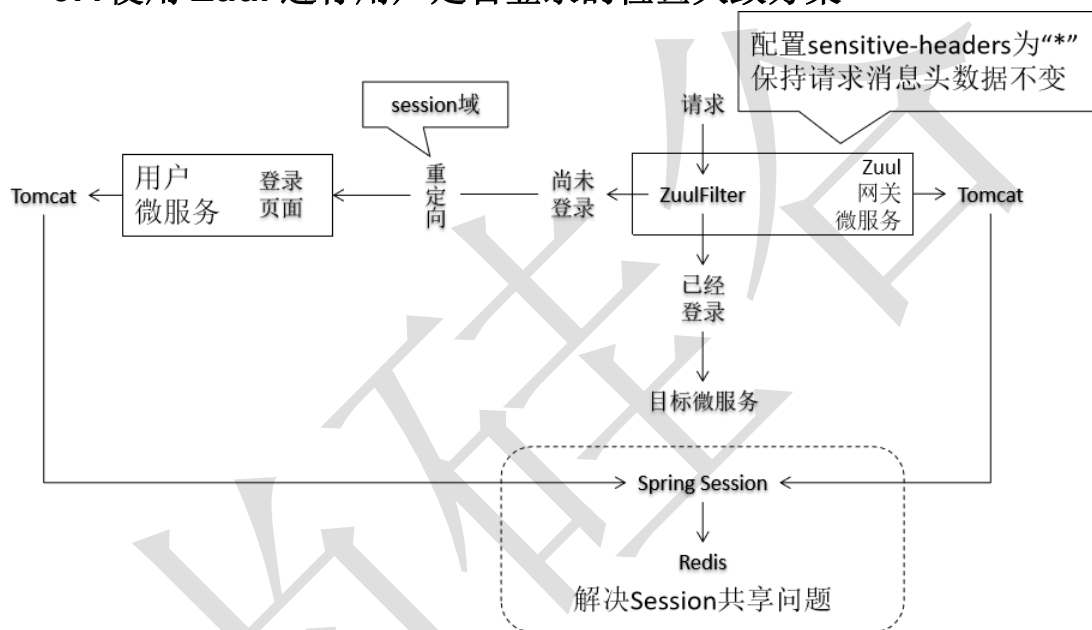 配置sensitive-headers为“*”
保持请求消息头数据不变
session域
请求
用户
微服务
登录
页面
重
定
向
尚未
登录
ZuulFilter
Zuul
网关
微服务
Tomcat
Tomcat
已经
登录
目标微服务
Spring Session
Redis
解决Session共享问题